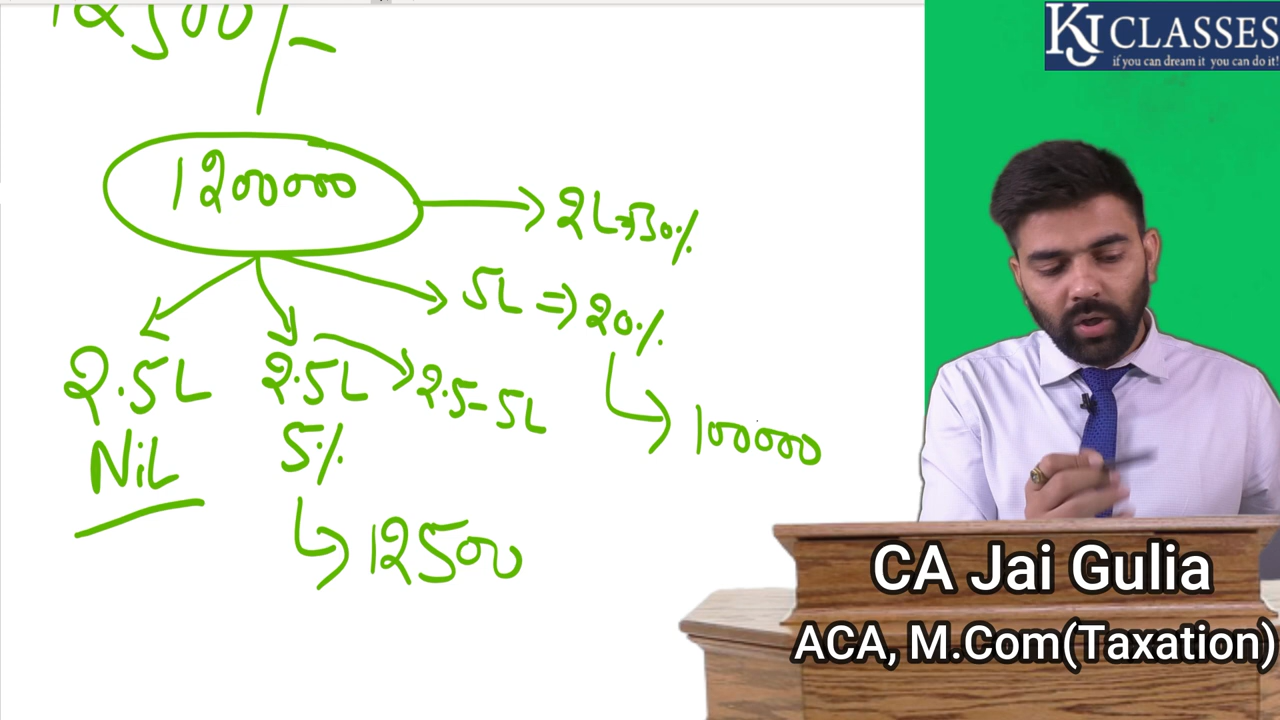 12500/-
KJ CLASSES
if you can dream it you can do it!
1200000
2L⇒30%
5L ⇒ 20%
2.5L
2.5L
2.5-5L
Nil
5%
100000
12500
CA Jai Gulia
ACA, M.Com(Taxation)